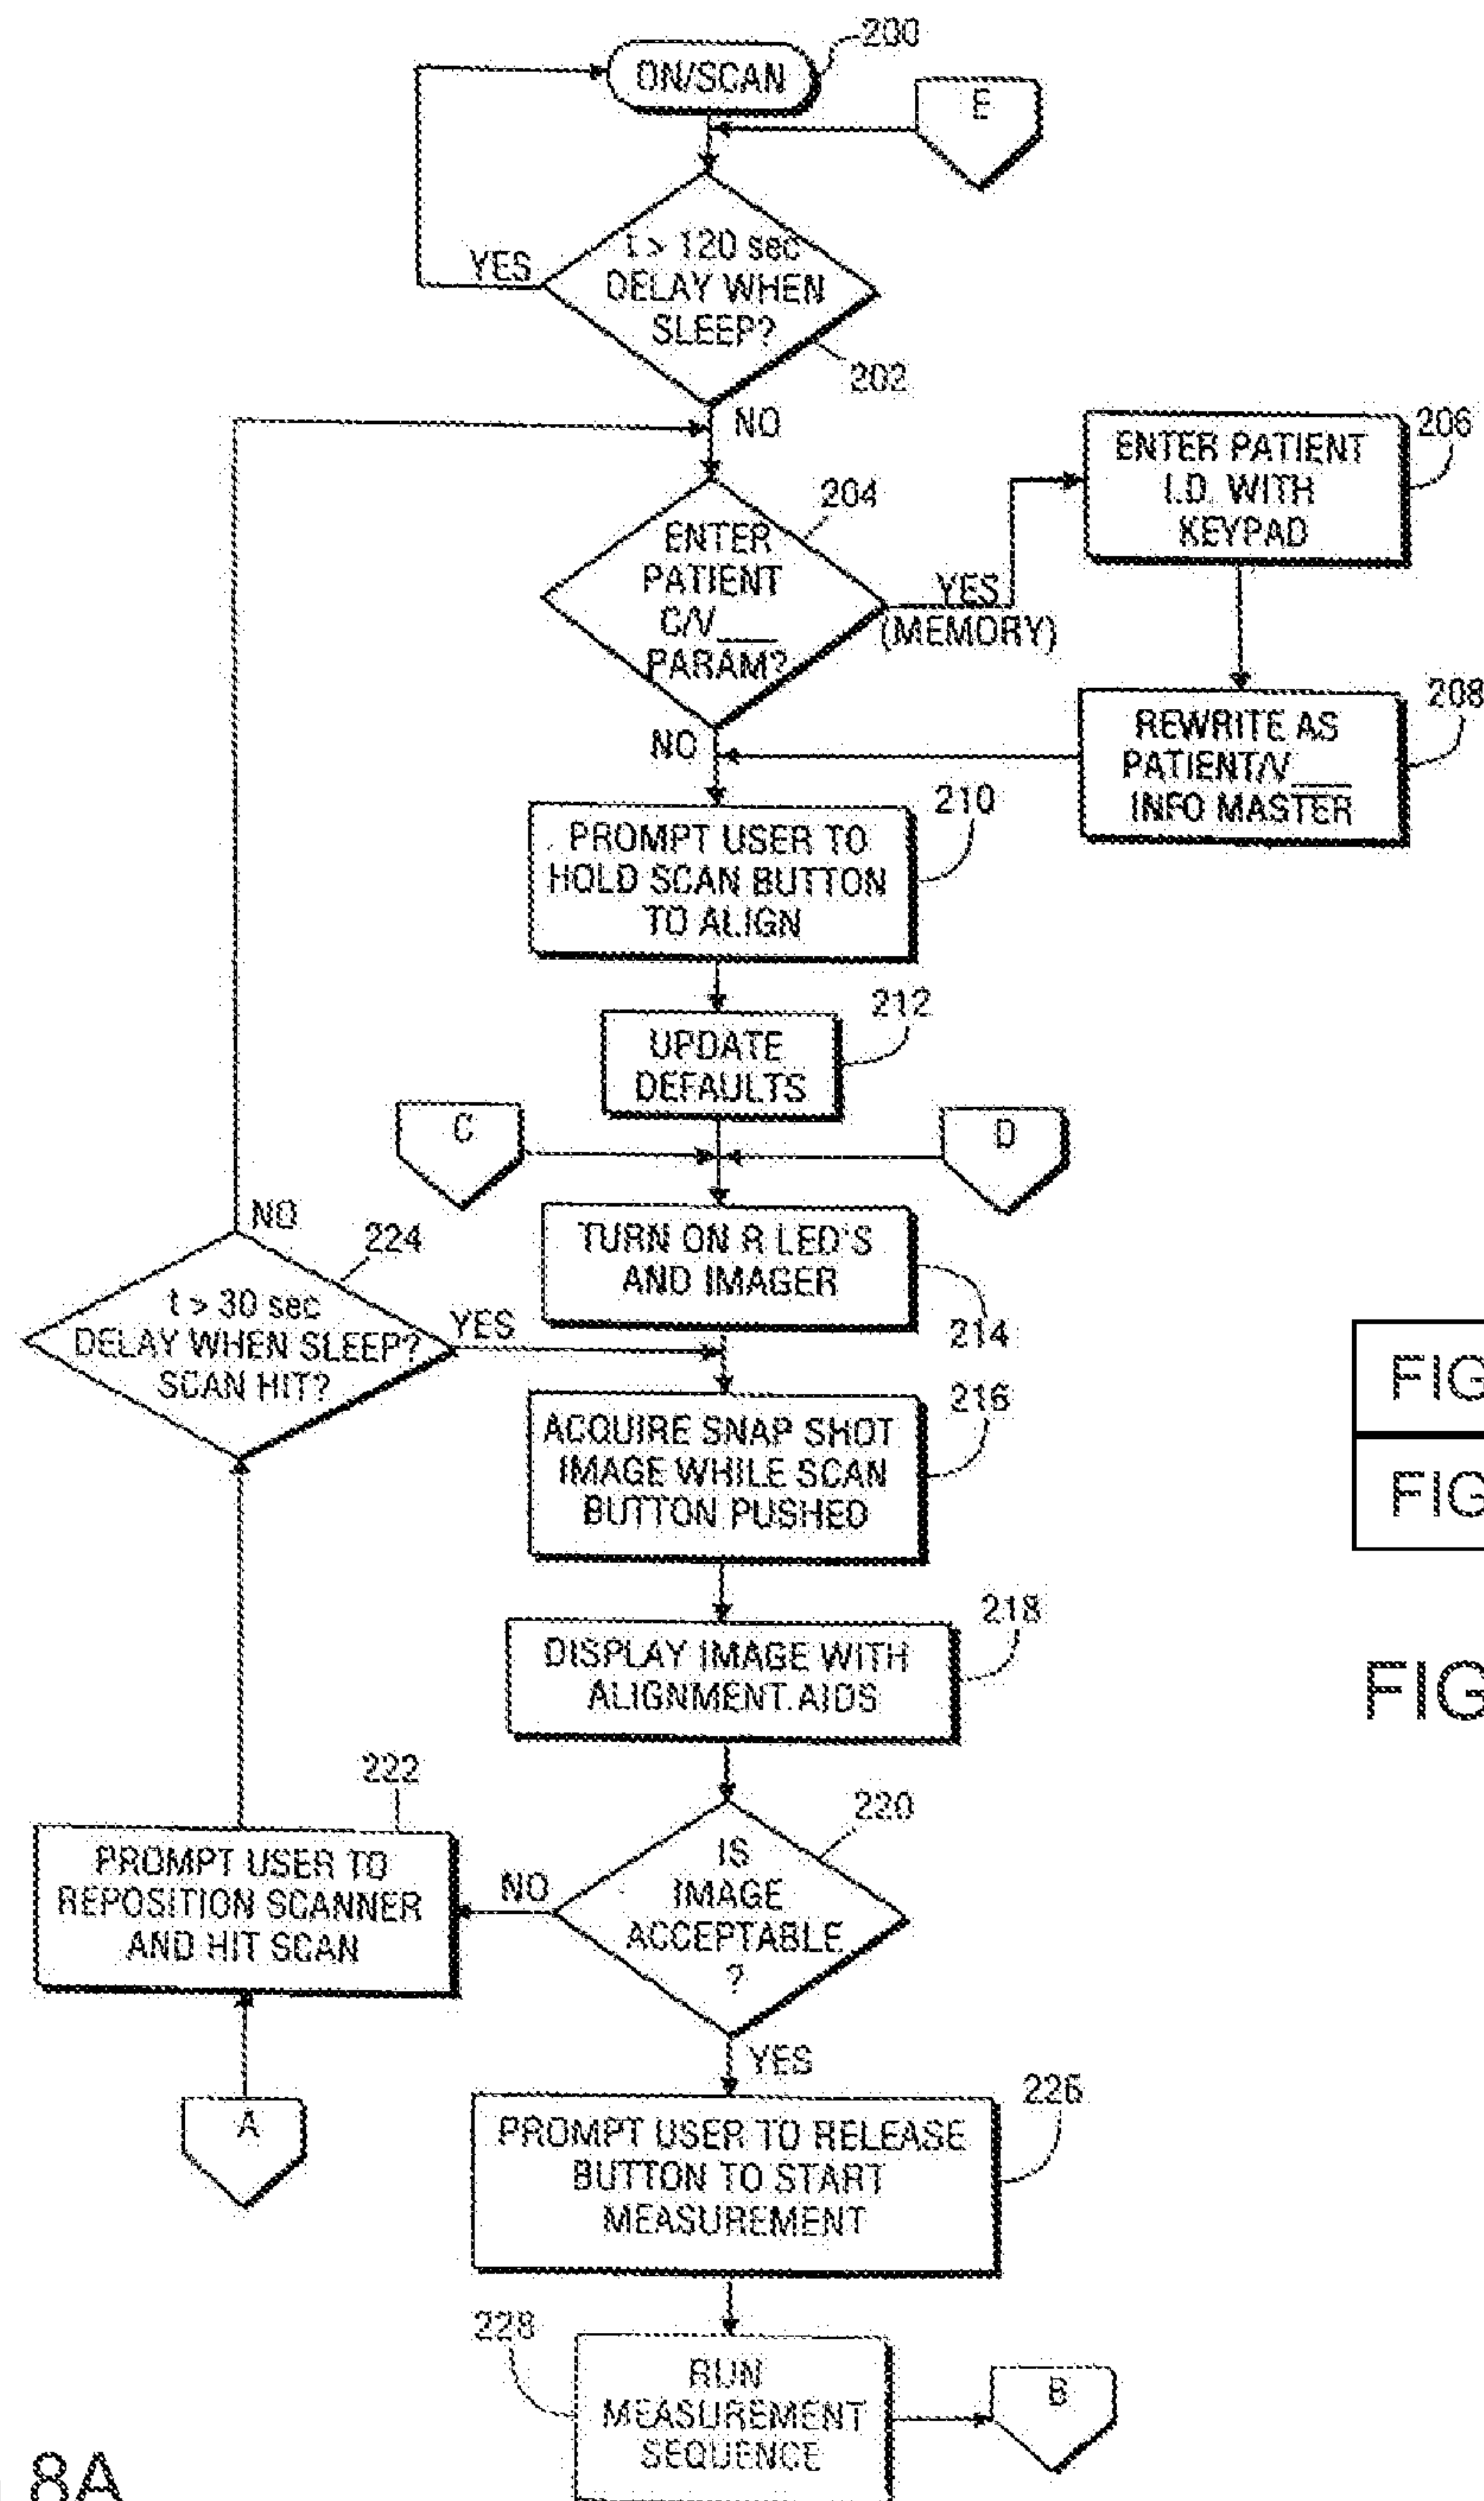 200
ON/SCAN
E
t > 120 sec
DELAY WHEN
SLEEP?
YES
202
NO
206
ENTER PATIENT
I.D. WITH
KEYPAD
204
ENTER
PATIENT
C/V___
PARAM?
YES
(MEMORY)
208
REWRITE AS
PATIENT/V___
INFO MASTER
NO
210
PROMPT USER TO
HOLD SCAN BUTTON
TO ALIGN
212
UPDATE
DEFAULTS
C
D
NO
224
t > 30 sec
DELAY WHEN SLEEP?
SCAN HIT?
YES
TURN ON R LED'S
AND IMAGER
214
FIG
216
ACQUIRE SNAP SHOT
IMAGE WHILE SCAN
BUTTON PUSHED
FIG
218
DISPLAY IMAGE WITH
ALIGNMENT AIDS
FIG
222
220
PROMPT USER TO
REPOSITION SCANNER
AND HIT SCAN
NO
IS
IMAGE
ACCEPTABLE
?
YES
A
226
PROMPT USER TO RELEASE
BUTTON TO START
MEASUREMENT
228
RUN
MEASUREMENT
SEQUENCE
B
8A